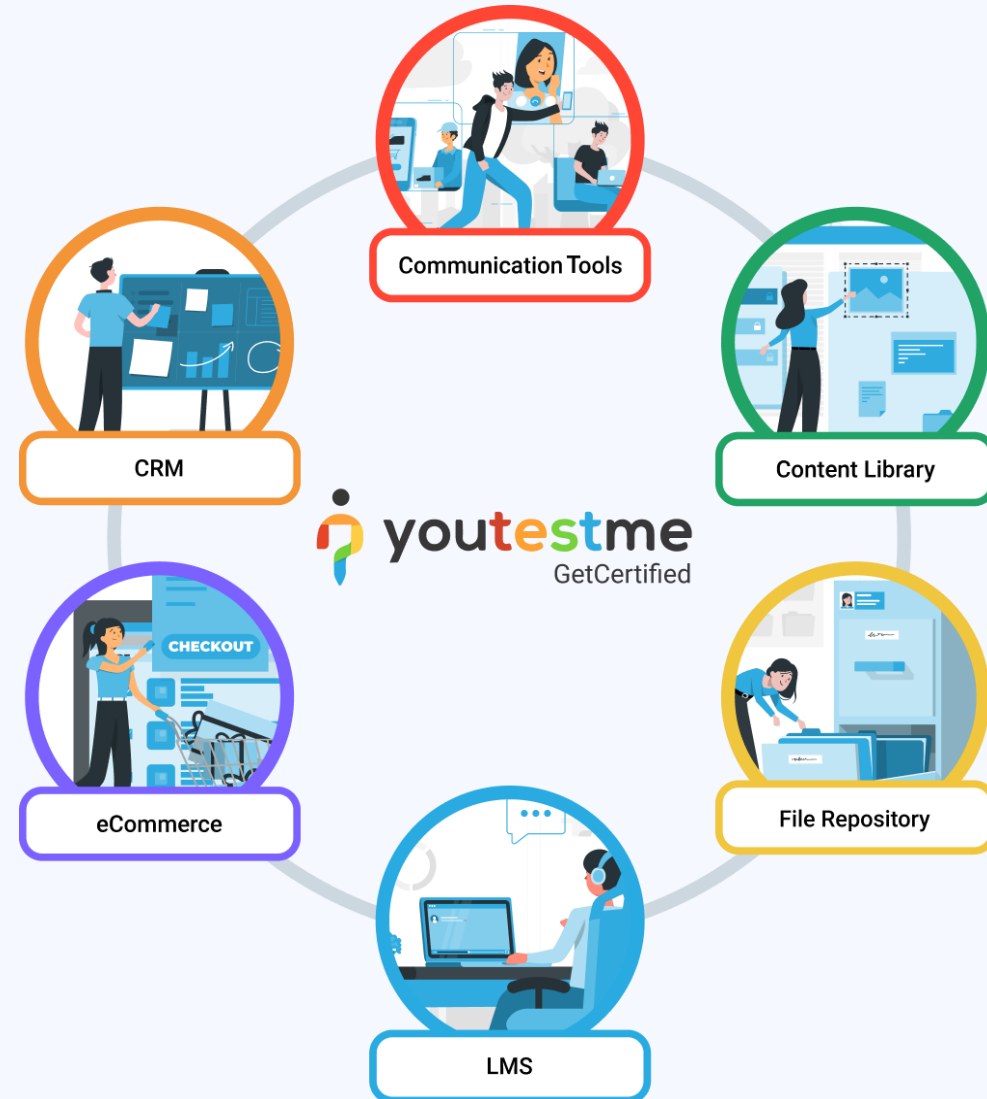 Communication Tools
CRM
Content Library
youtestme
GetCertified
CHECKOUT
eCommerce
File Repository
LMS